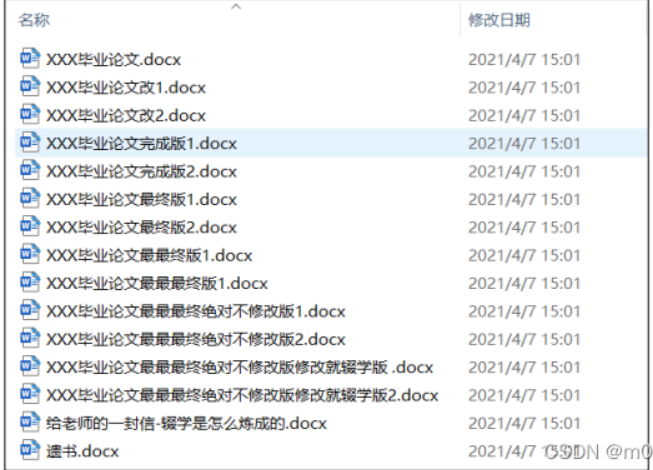 名称 修改日期
XXX毕业论文.docx 2021/4/7 15:01
XXX毕业论文改1.docx 2021/4/7 15:01
XXX毕业论文改2.docx 2021/4/7 15:01
XXX毕业论文完成版1.docx 2021/4/7 15:01
XXX毕业论文完成版2.docx 2021/4/7 15:01
XXX毕业论文最终版1.docx 2021/4/7 15:01
XXX毕业论文最终版2.docx 2021/4/7 15:01
XXX毕业论文最最终版1.docx 2021/4/7 15:01
XXX毕业论文最最最终版1.docx 2021/4/7 15:01
XXX毕业论文最最最终绝对不修改版1.docx 2021/4/7 15:01
XXX毕业论文最最最终绝对不修改版2.docx 2021/4/7 15:01
XXX毕业论文最最最终绝对不修改版修改就辍学版 .docx 2021/4/7 15:01
XXX毕业论文最最最终绝对不修改版修改就辍学版2.docx 2021/4/7 15:01
给老师的一封信-辍学是怎么炼成的.docx 2021/4/7 15:01
遗书.docx 2021/4/7 15:01
CSDN @m0